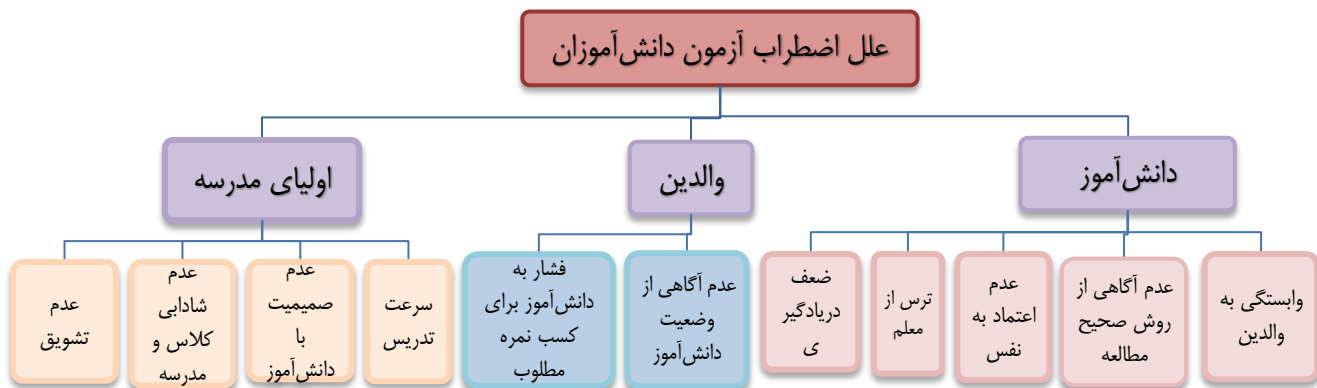 علل اضطراب آزمون دانش‌آموزان
دانش‌آموز
والدین
اولیای مدرسه
وابستگی به
والدین
عدم آگاهی از
روش صحیح
مطالعه
عدم
اعتماد به
نفس
ترس از
معلم
ضعف
دریادگیر
ی
عدم آگاهی از
وضعیت
دانش‌آموز
فشار به
دانش‌آموز برای
کسب نمره
مطلوب
سرعت
تدریس
عدم
صمیمیت
با
دانش‌آموز
عدم
شادابی
کلاس و
مدرسه
عدم
تشویق